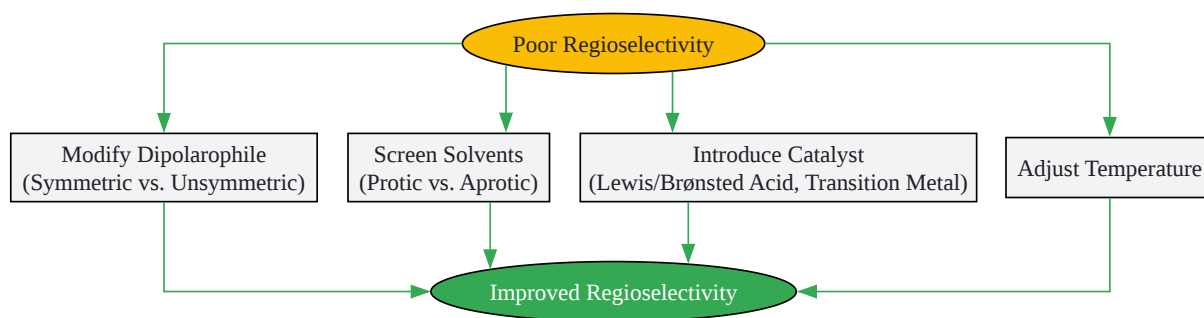 Poor Regioselectivity
Modify Dipolarophile
(Symmetric vs. Unsymmetric)
Screen Solvents
(Protic vs. Aprotic)
Introduce Catalyst
(Lewis/Brønsted Acid, Transition Metal)
Adjust Temperature
Improved Regioselectivity